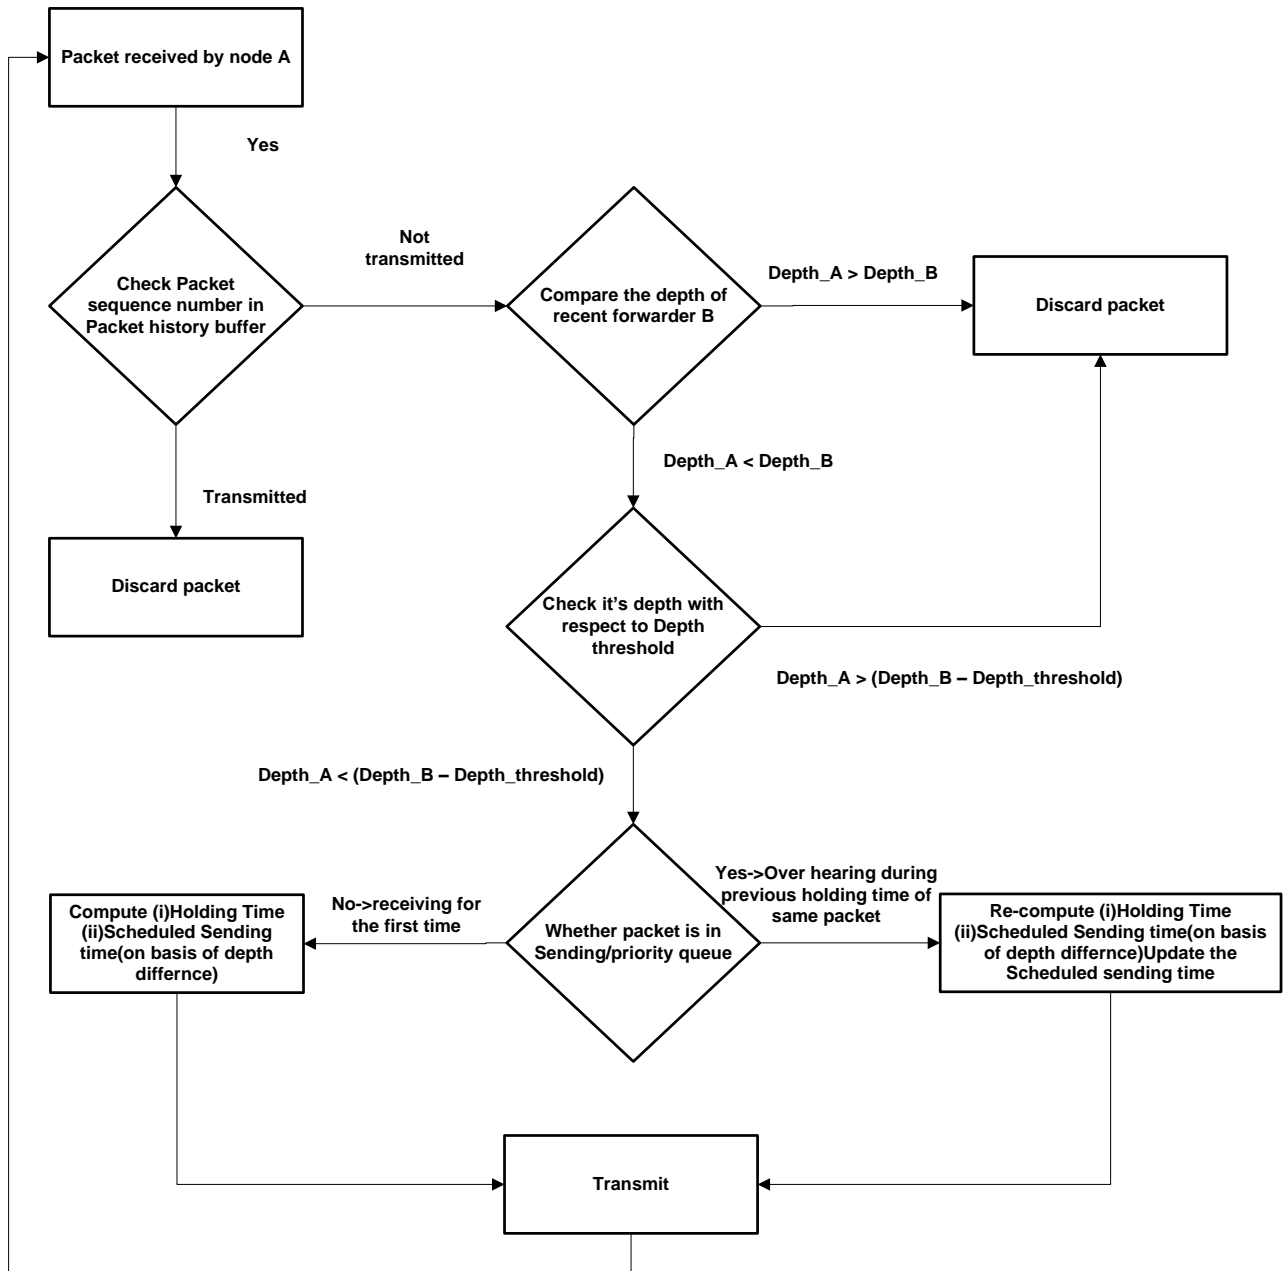 Packet received by node A
Yes
Check Packet
sequence number in
Packet history buffer
Not
transmitted
Compare the depth of
recent forwarder B
Depth_A > Depth_B
Discard packet
Depth_A < Depth_B
Transmitted
Discard packet
Check it's depth with
respect to Depth
threshold
Depth_A > (Depth_B – Depth_threshold)
Depth_A < (Depth_B – Depth_threshold)
Whether packet is in
Sending/priority queue
No->receiving for
the first time
Compute (i)Holding Time
(ii)Scheduled Sending
time(on basis of depth
differnce)
Yes->Over hearing during
previous holding time of
same packet
Re-compute (i)Holding Time
(ii)Scheduled Sending time(on basis
of depth differnce)Update the
Scheduled sending time
Transmit